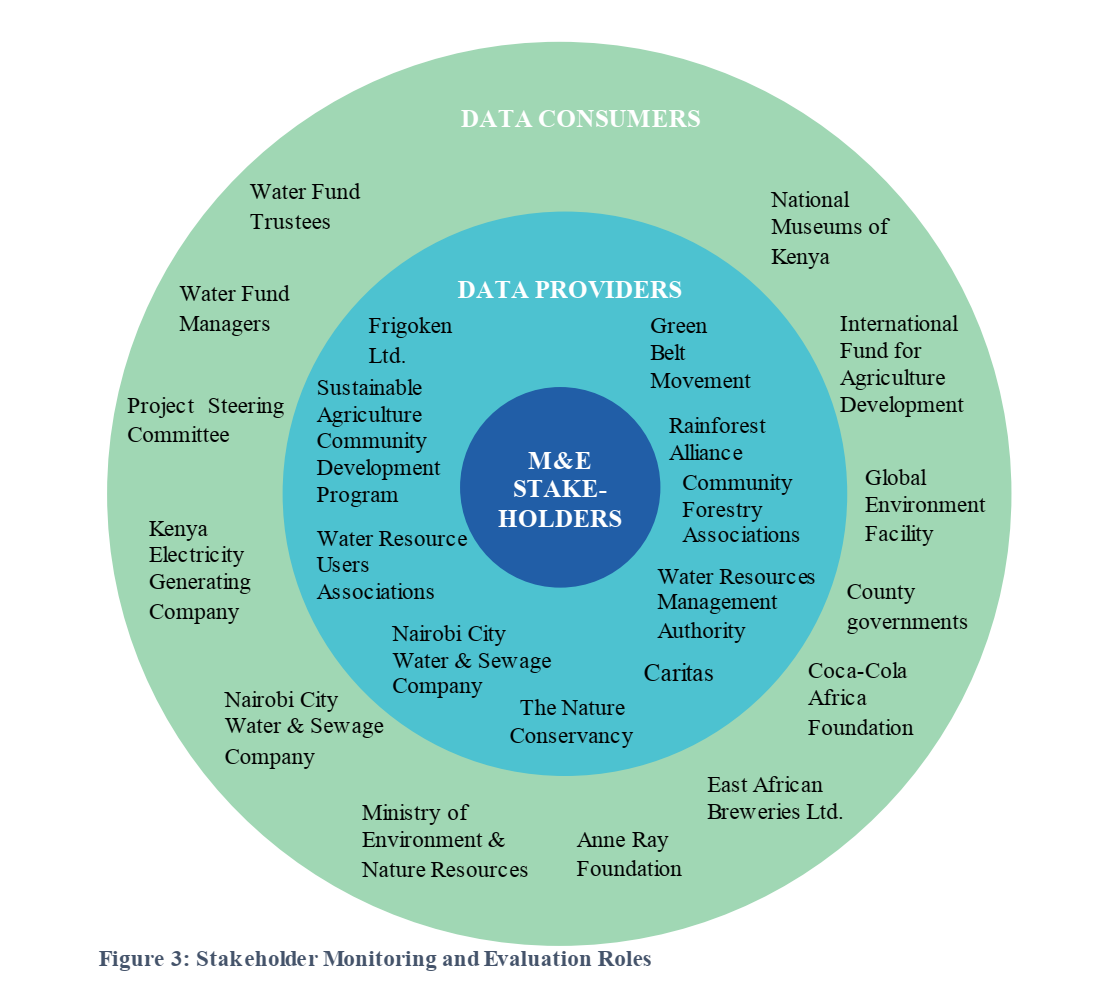 DATA CONSUMERS
Water Fund
Trustees
Water Fund
Managers
Project Steering
Committee
Kenya
Electricity
Generating
Company
Nairobi City
Water & Sewage
Company
Ministry of
Environment &
Nature Resources
Anne Ray
Foundation
East African
Breweries Ltd.
Coca-Cola
Africa
Foundation
County
governments
Global
Environment
Facility
International
Fund for
Agriculture
Development
National
Museums of
Kenya
DATA PROVIDERS
Frigoken
Ltd.
Sustainable
Agriculture
Community
Development
Program
Water Resource
Users
Associations
Nairobi City
Water & Sewage
Company
The Nature
Conservancy
Caritas
Water Resources
Management
Authority
Community
Forestry
Associations
Rainforest
Alliance
Green
Belt
Movement
M&E
STAKE-
HOLDERS
Figure 3: Stakeholder Monitoring and Evaluation Roles